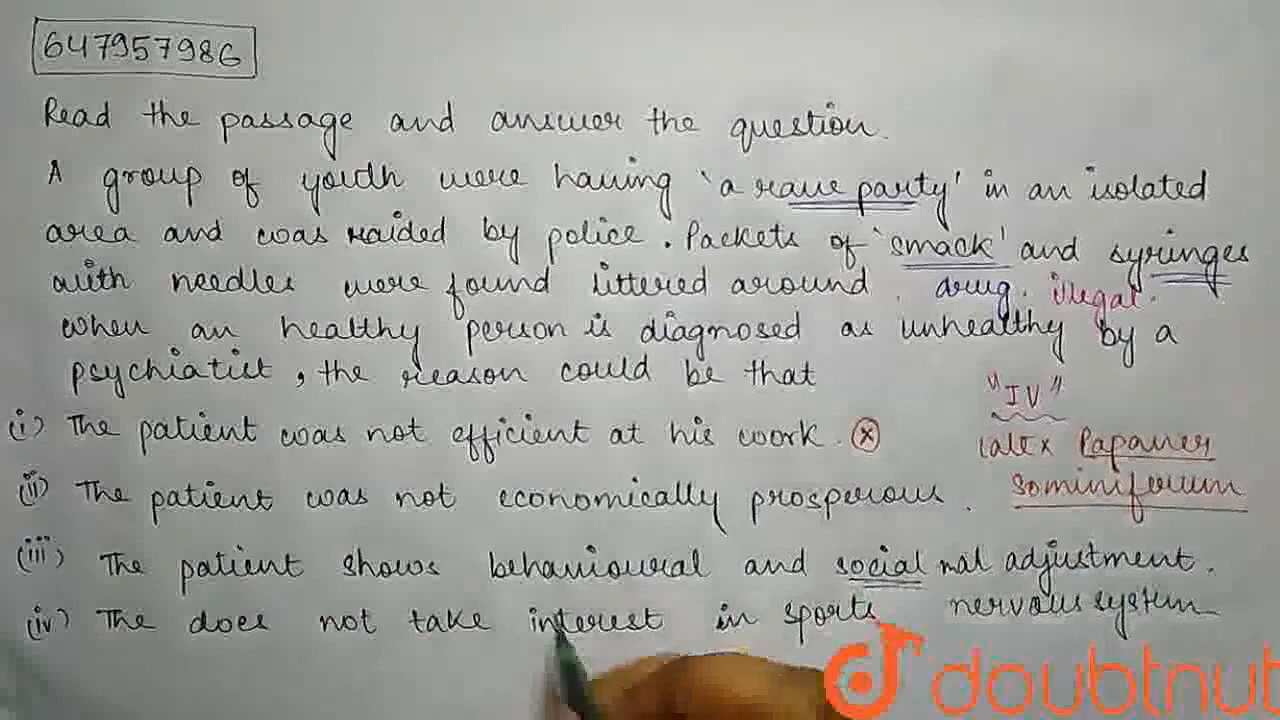 647957986
Read the passage and answer the question.
A group of youth were having 'a rave party' in an isolated
area and was raided by police. Packets of 'smack' and syringes
with needles were found littered around. drug. illegal.
when an healthy person is diagnosed as unhealthy by a
psychiatist, the reason could be that
"IV"
(i) The patient was not efficient at his work. (x)
latex Papaver
(ii) The patient was not economically prosperous.
Sominiferum
(iii) The patient shows behavioural and social mal adjustment.
(iv) The does not take interest in sports
nervous system
doubtnut